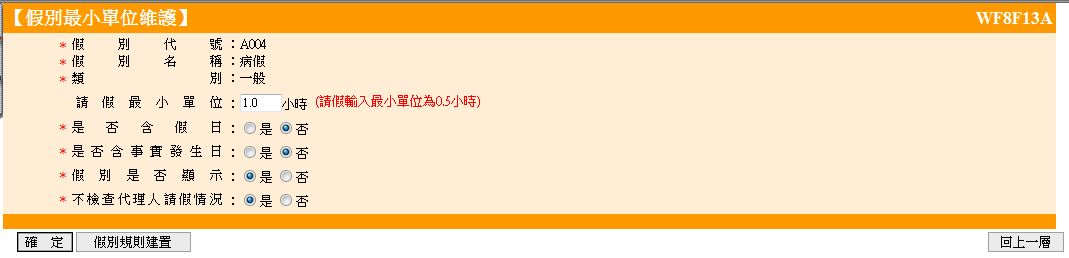 【假別最小單位維護】 WF8F13A
* 假別代號：A004
* 假別名稱：病假
* 類別：一般
請假最小單位：1.0 小時 (請假輸入最小單位為0.5小時)
* 是否含假日： 是 否
* 是否含事實發生日： 是 否
* 假別是否顯示： 是 否
* 不檢查代理人請假情況： 是 否
確 定 假別規則建置 回上一層